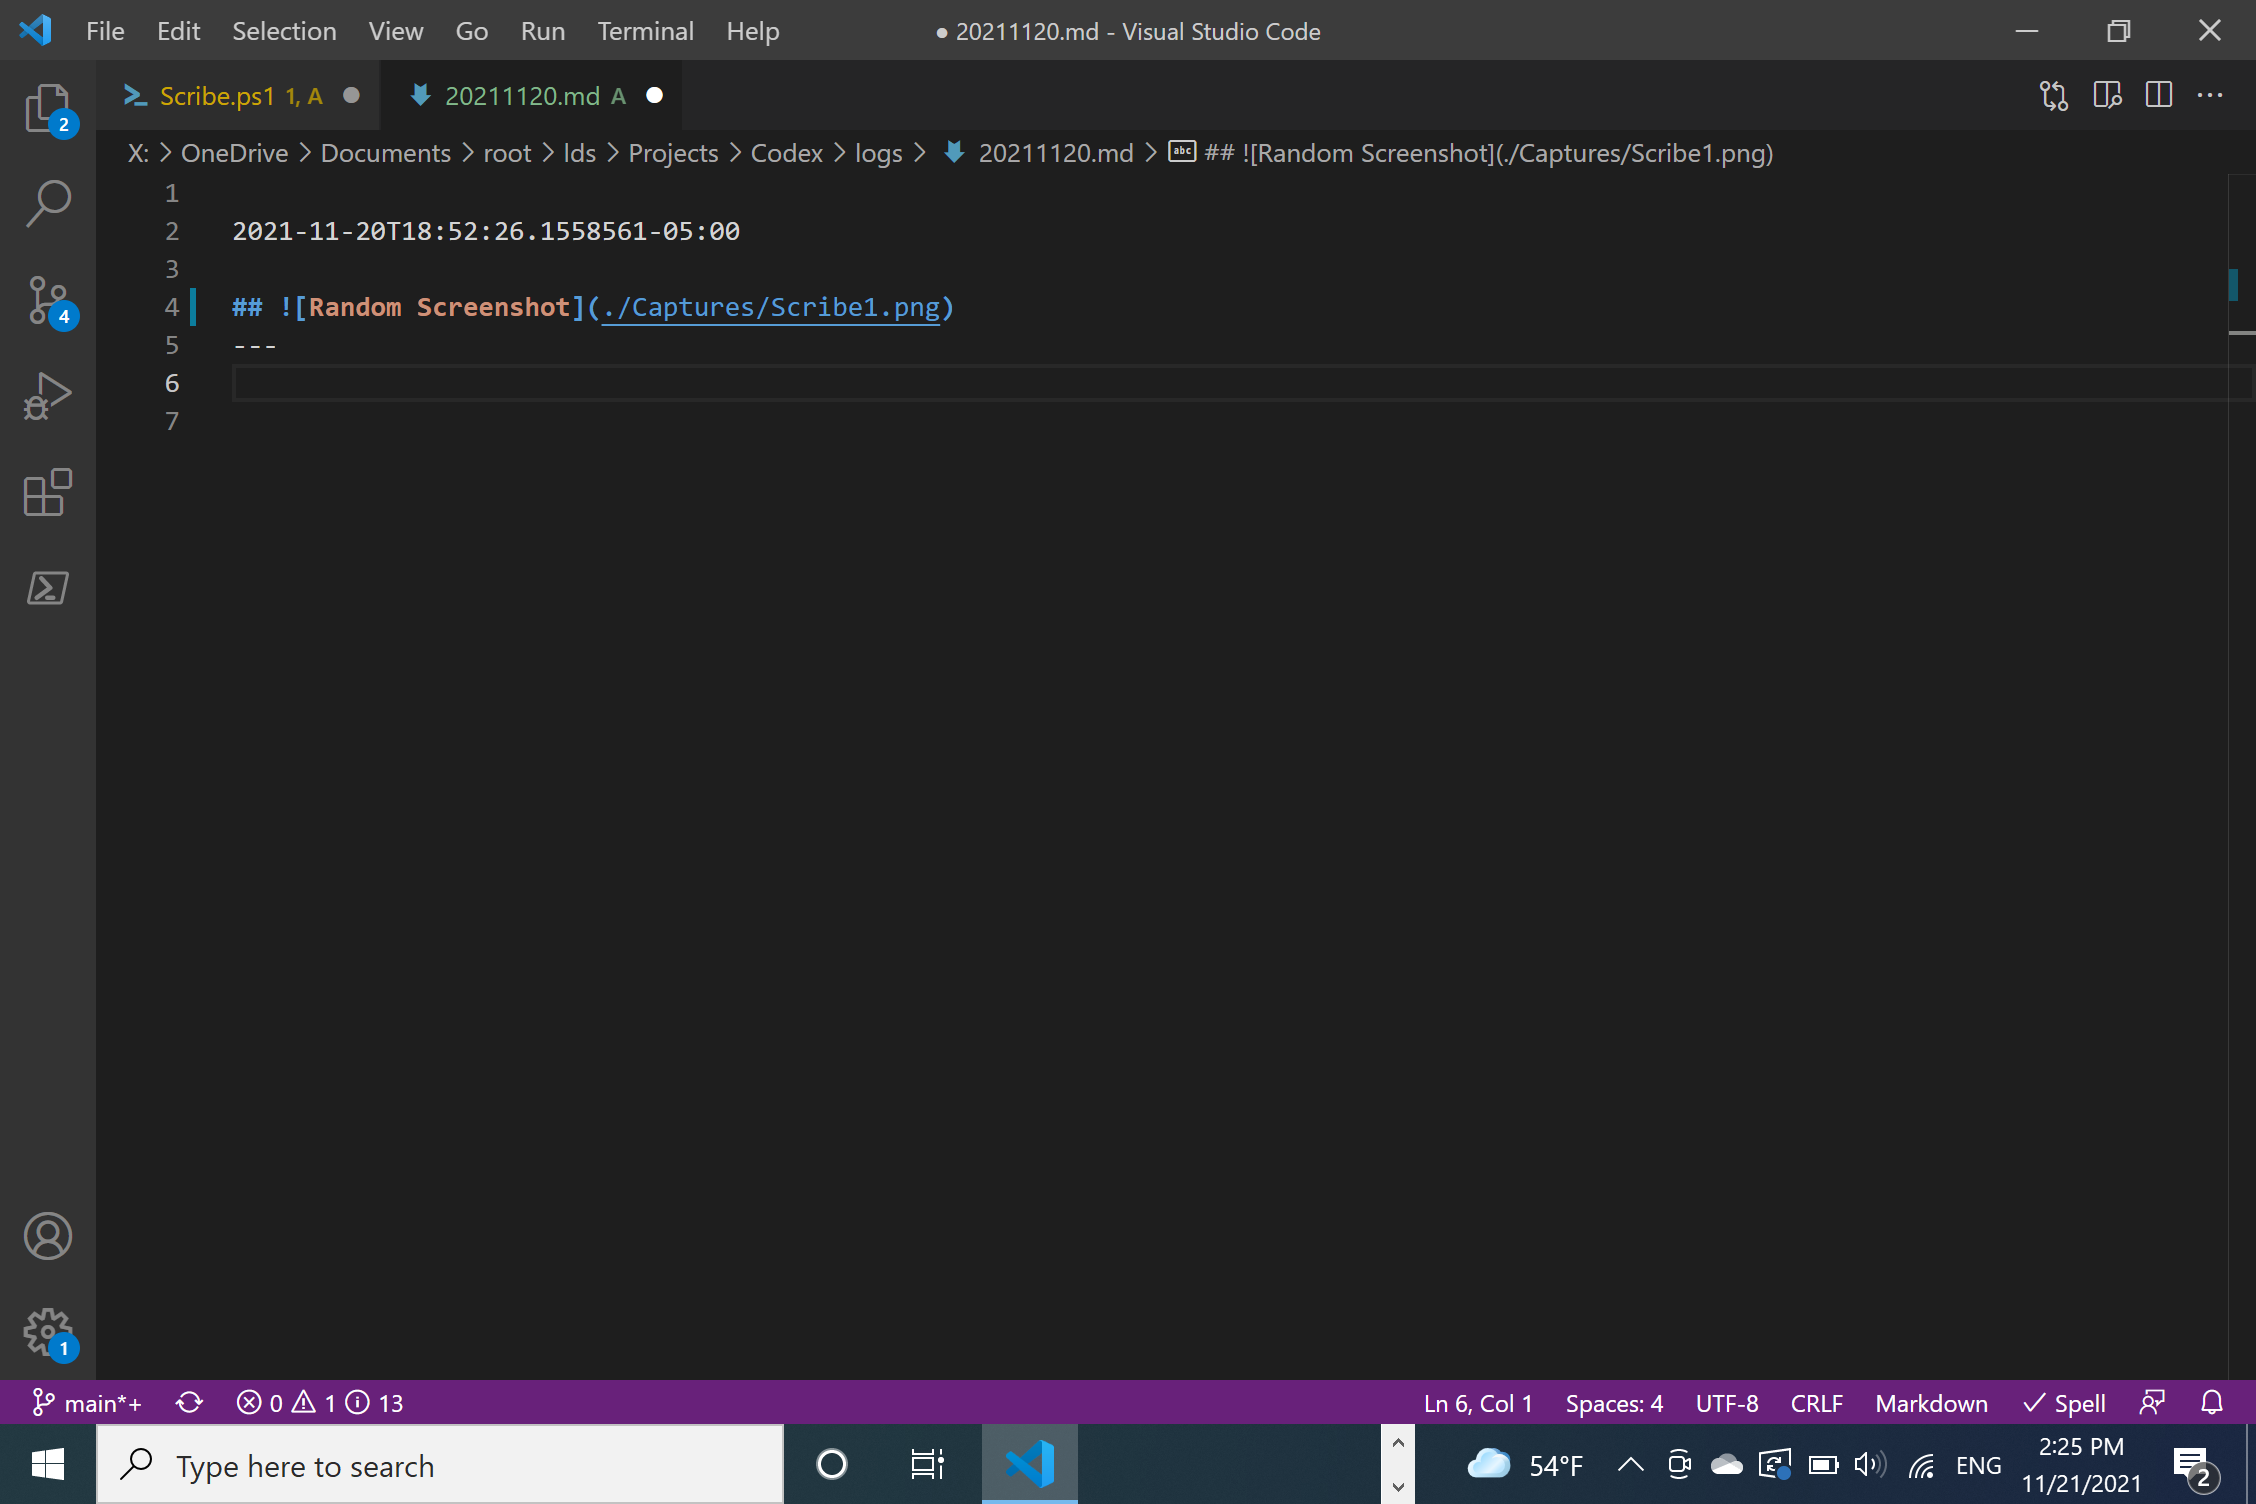 File Edit Selection View Go Run Terminal Help ● 20211120.md - Visual Studio Code
Scribe.ps1 1, A 20211120.md A
X: > OneDrive > Documents > root > lds > Projects > Codex > logs > 20211120.md > abc ## ![Random Screenshot](./Captures/Scribe1.png)
2
1
2 2021-11-20T18:52:26.1558561-05:00
3
4 ## ![Random Screenshot](./Captures/Scribe1.png)
4
5 ---
6
7
1
main*+ 0 1 13 Ln 6, Col 1 Spaces: 4 UTF-8 CRLF Markdown Spell
Type here to search 54°F ENG 2:25 PM
11/21/2021 2